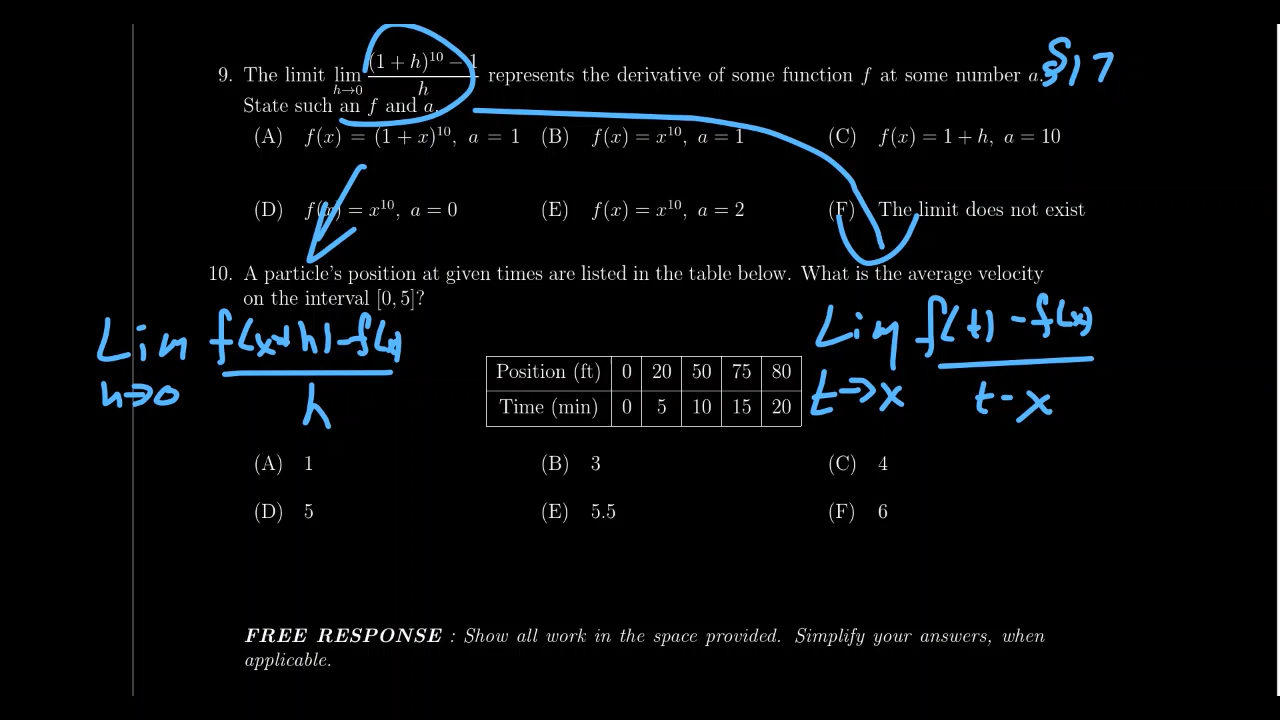 9. The limit lim h→0 ((1 + h)^10 − 1)/h represents the derivative of some function f at some number a. §17
State such an f and a.
(A) f(x) = (1 + x)^10, a = 1 (B) f(x) = x^10, a = 1 (C) f(x) = 1 + h, a = 10
(D) f(x) = x^10, a = 0 (E) f(x) = x^10, a = 2 (F) The limit does not exist
10. A particle's position at given times are listed in the table below. What is the average velocity
on the interval [0, 5]?
Lim h→0 (f(x+h)-f(x))/h
Lim t→x (f(t)-f(x))/(t-x)
Position (ft) 0 20 50 75 80
Time (min) 0 5 10 15 20
(A) 1 (B) 3 (C) 4
(D) 5 (E) 5.5 (F) 6
FREE RESPONSE : Show all work in the space provided. Simplify your answers, when
applicable.